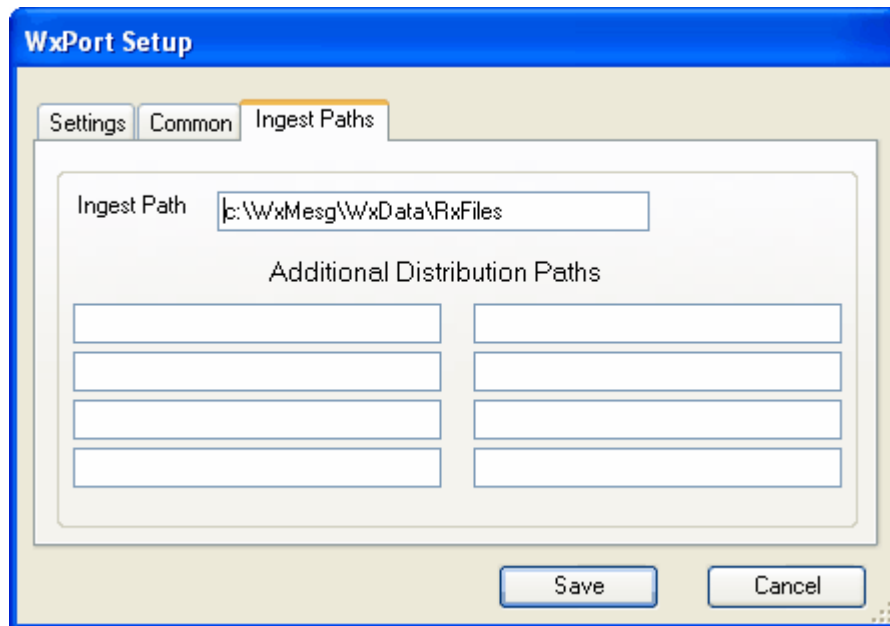 WxPort Setup
Settings Common Ingest Paths
Ingest Path c:\WxMesg\WxData\RxFiles
Additional Distribution Paths
Save Cancel